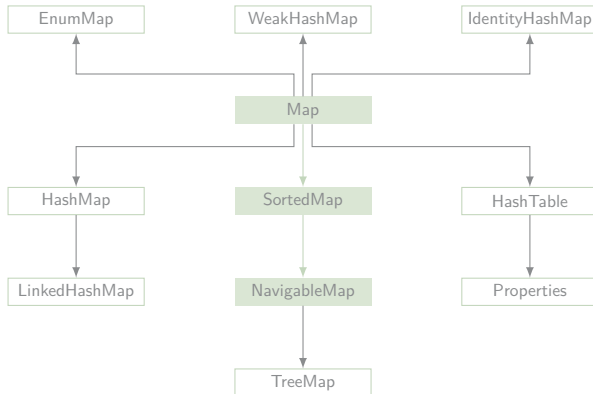 EnumMap
WeakHashMap
IdentityHashMap
Map
HashMap
SortedMap
HashTable
LinkedHashMap
NavigableMap
Properties
TreeMap